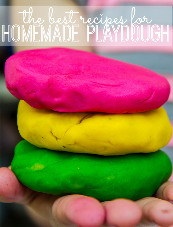 the best recipes for
HOMEMADE PLAYDOUGH